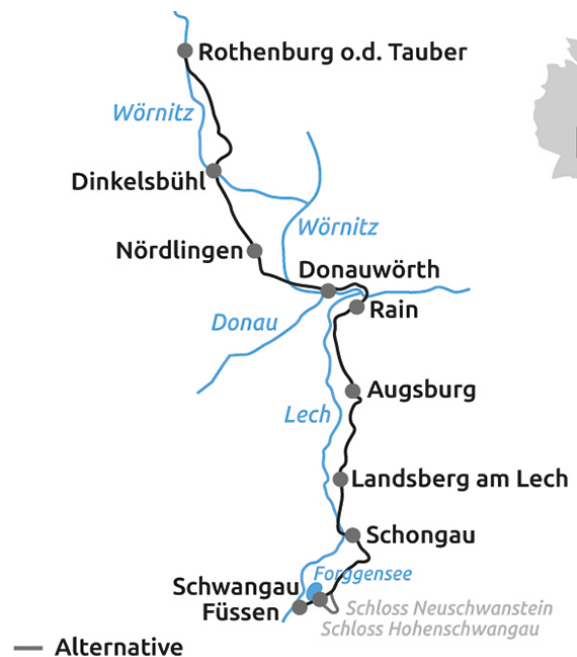 Rothenburg o.d. Tauber
Wörnitz
Dinkelsbühl
Wörnitz
Nördlingen
Donauwörth
Rain
Donau
Augsburg
Lech
Landsberg am Lech
Schongau
Forggensee
Schwangau
Füssen
Schloss Neuschwanstein
Schloss Hohenschwangau
Alternative